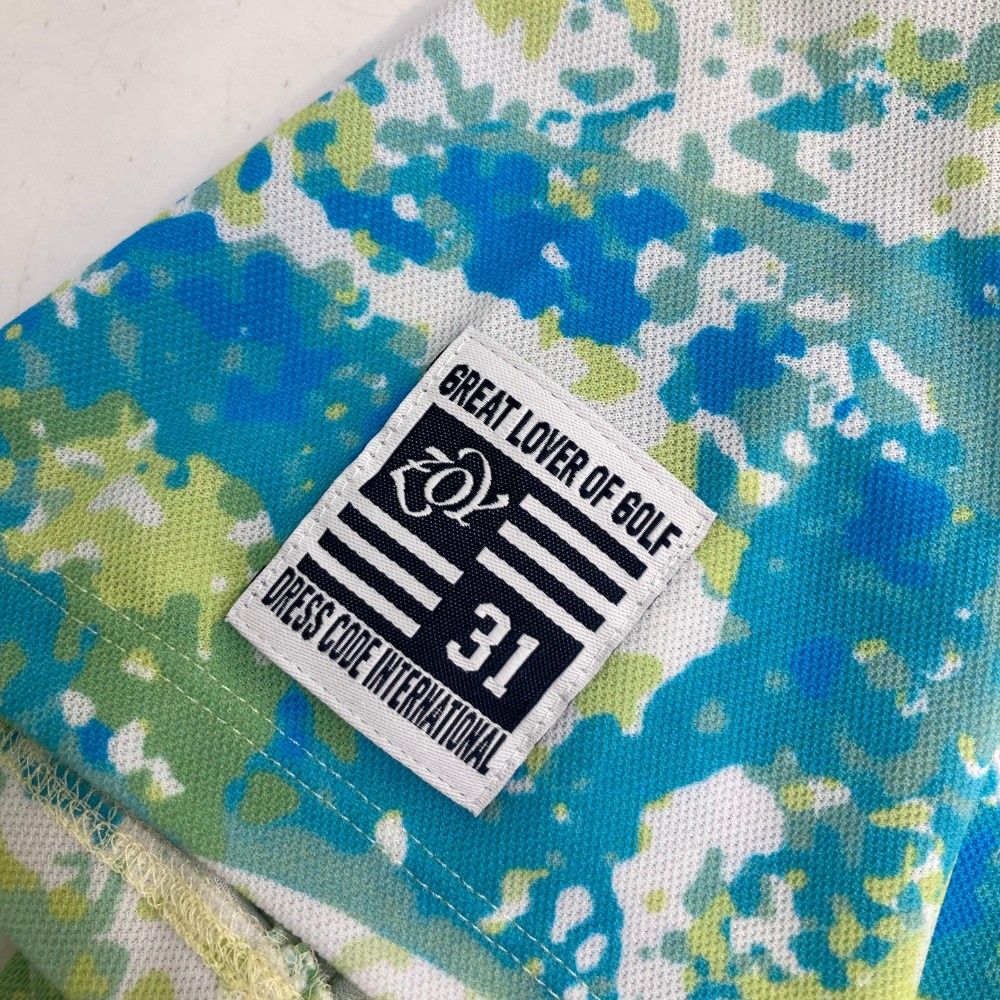 GREAT LOVER OF GOLF
ZOY
31
DRESS CODE INTERNATIONAL